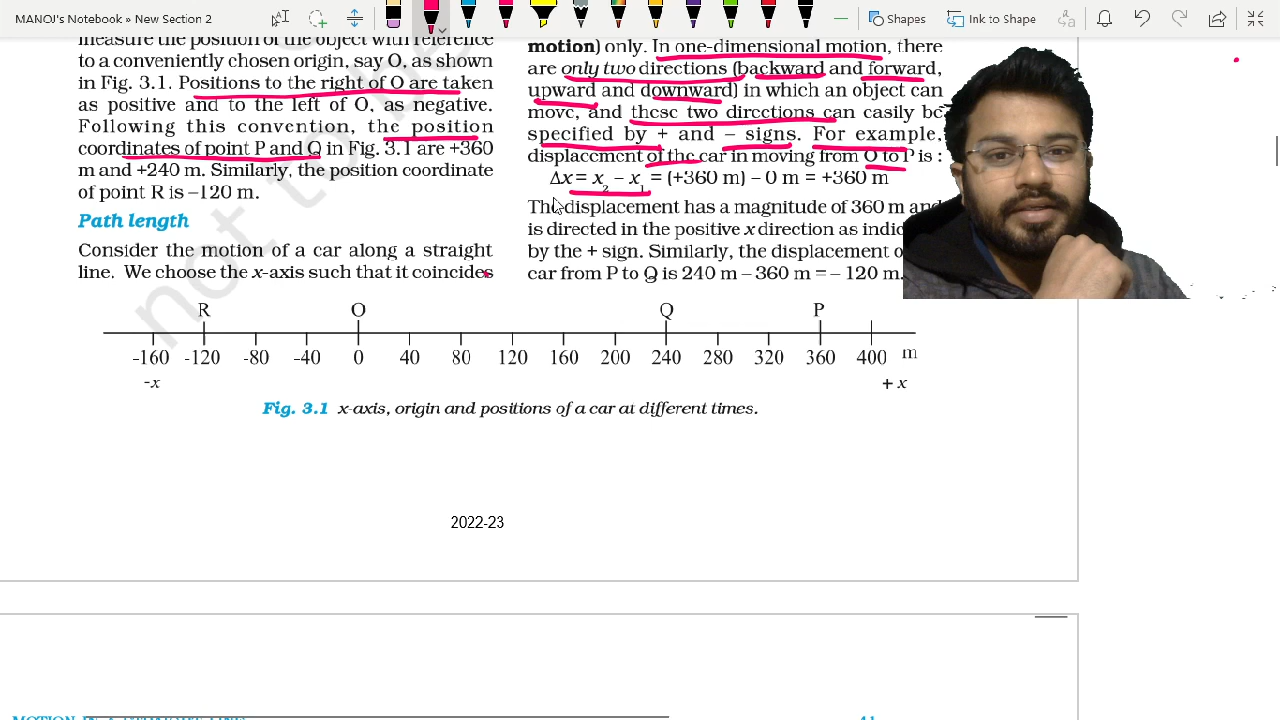 MANOJ's Notebook » New Section 2
Shapes
Ink to Shape
measure the position of the object with reference
to a conveniently chosen origin, say O, as shown
in Fig. 3.1. Positions to the right of O are taken
as positive and to the left of O, as negative.
Following this convention, the position
coordinates of point P and Q in Fig. 3.1 are +360
m and +240 m. Similarly, the position coordinate
of point R is –120 m.
Path length
Consider the motion of a car along a straight
line. We choose the x-axis such that it coincides
motion) only. In one-dimensional motion, there
are only two directions (backward and forward,
upward and downward) in which an object can
move, and these two directions can easily be
specified by + and – signs. For example,
displacement of the car in moving from O to P is :
Δx = x2 – x1 = (+360 m) – 0 m = +360 m
The displacement has a magnitude of 360 m and
is directed in the positive x direction as indic
by the + sign. Similarly, the displacement o
car from P to Q is 240 m – 360 m = – 120 m.
R O Q P
-160 -120 -80 -40 0 40 80 120 160 200 240 280 320 360 400 m
-x + x
Fig. 3.1 x-axis, origin and positions of a car at different times.
2022-23
not to be